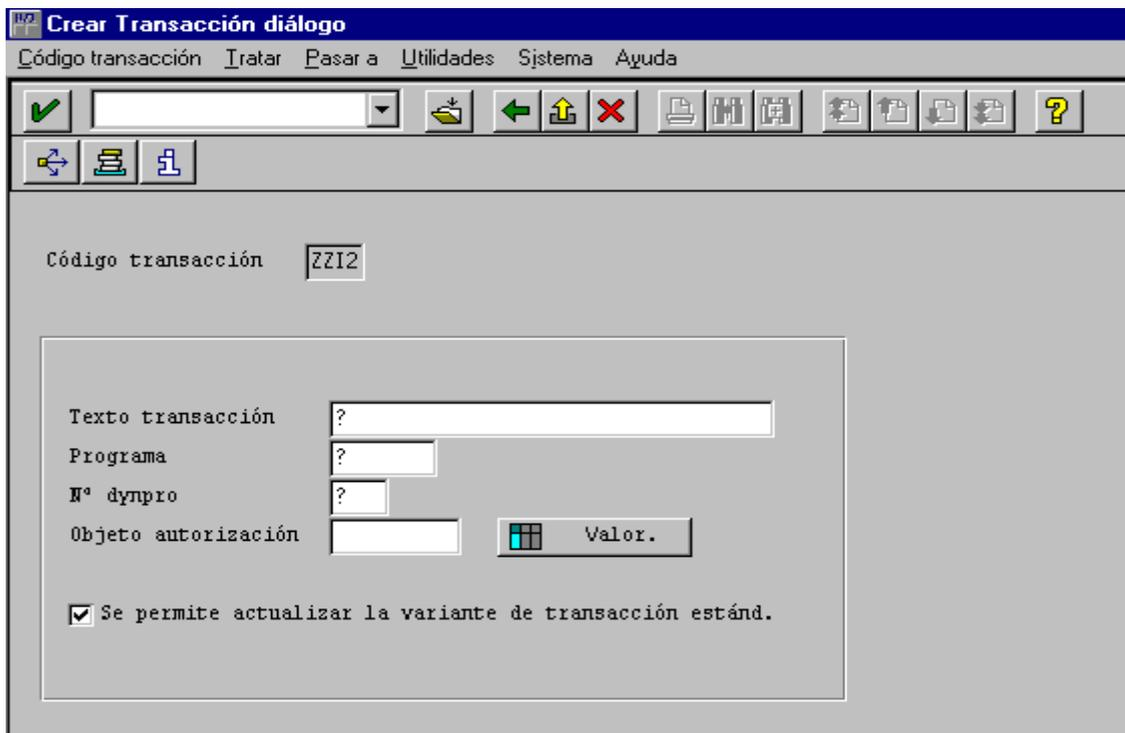 Crear Transacción diálogo
Código transacción Tratar Pasar a Utilidades Sistema Ayuda
Código transacción ZZI2
Texto transacción ?
Programa ?
Nº dynpro ?
Objeto autorización Valor.
Se permite actualizar la variante de transacción estánd.